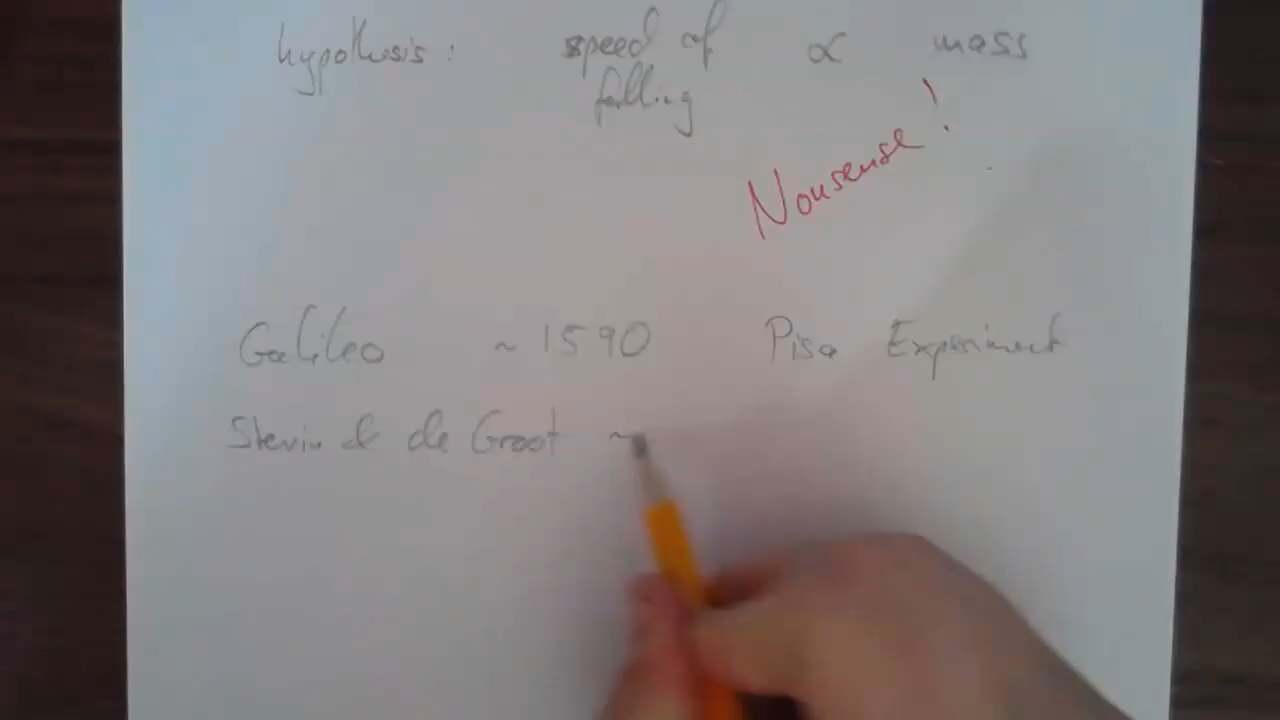 hypothesis: speed of falling ∝ mass
Nonsense!
Galileo ~1590 Pisa Experiment
Stevin & de Groot ~